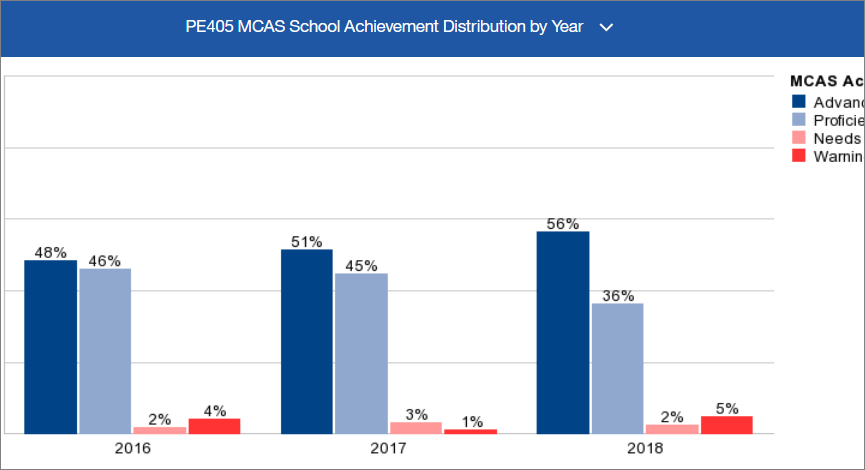 PE405 MCAS School Achievement Distribution by Year
MCAS Ac
Advanc
Proficie
Needs
Warnin
48% 46% 2% 4%
51% 45% 3% 1%
56% 36% 2% 5%
2016 2017 2018